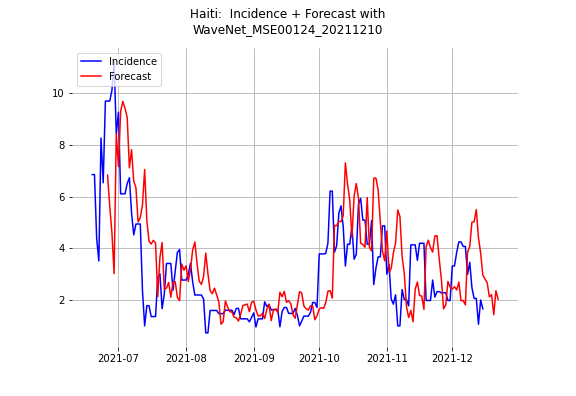 Haiti:  Incidence + Forecast with
WaveNet_MSE00124_20211210
Incidence
Forecast
10
8
6
4
2
2021-07
2021-08
2021-09
2021-10
2021-11
2021-12